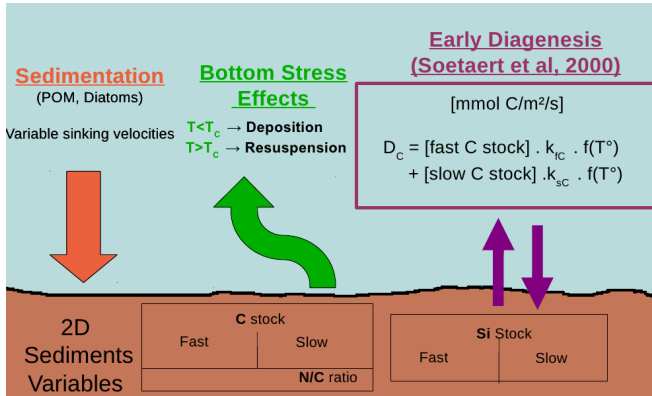 Sedimentation
(POM, Diatoms)
Variable sinking velocities
Bottom Stress
Effects
T<Tc → Deposition
T>Tc → Resuspension
Early Diagenesis
(Soetaert et al, 2000)
[mmol C/m²/s]
DC = [fast C stock] . kfC . f(T°)
+ [slow C stock] .ksC . f(T°)
2D
Sediments
Variables
C stock
Fast Slow
N/C ratio
Si Stock
Fast Slow